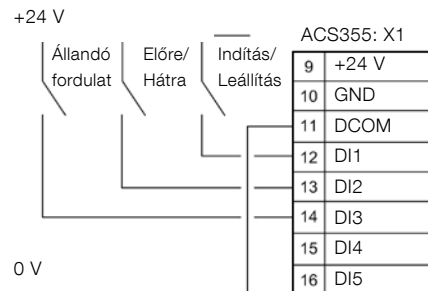 +24 V
ACS355: X1
Állandó
fordulat
Előre/
Hátra
Indítás/
Leállítás
9 +24 V
10 GND
11 DCOM
12 DI1
13 DI2
14 DI3
15 DI4
16 DI5
0 V